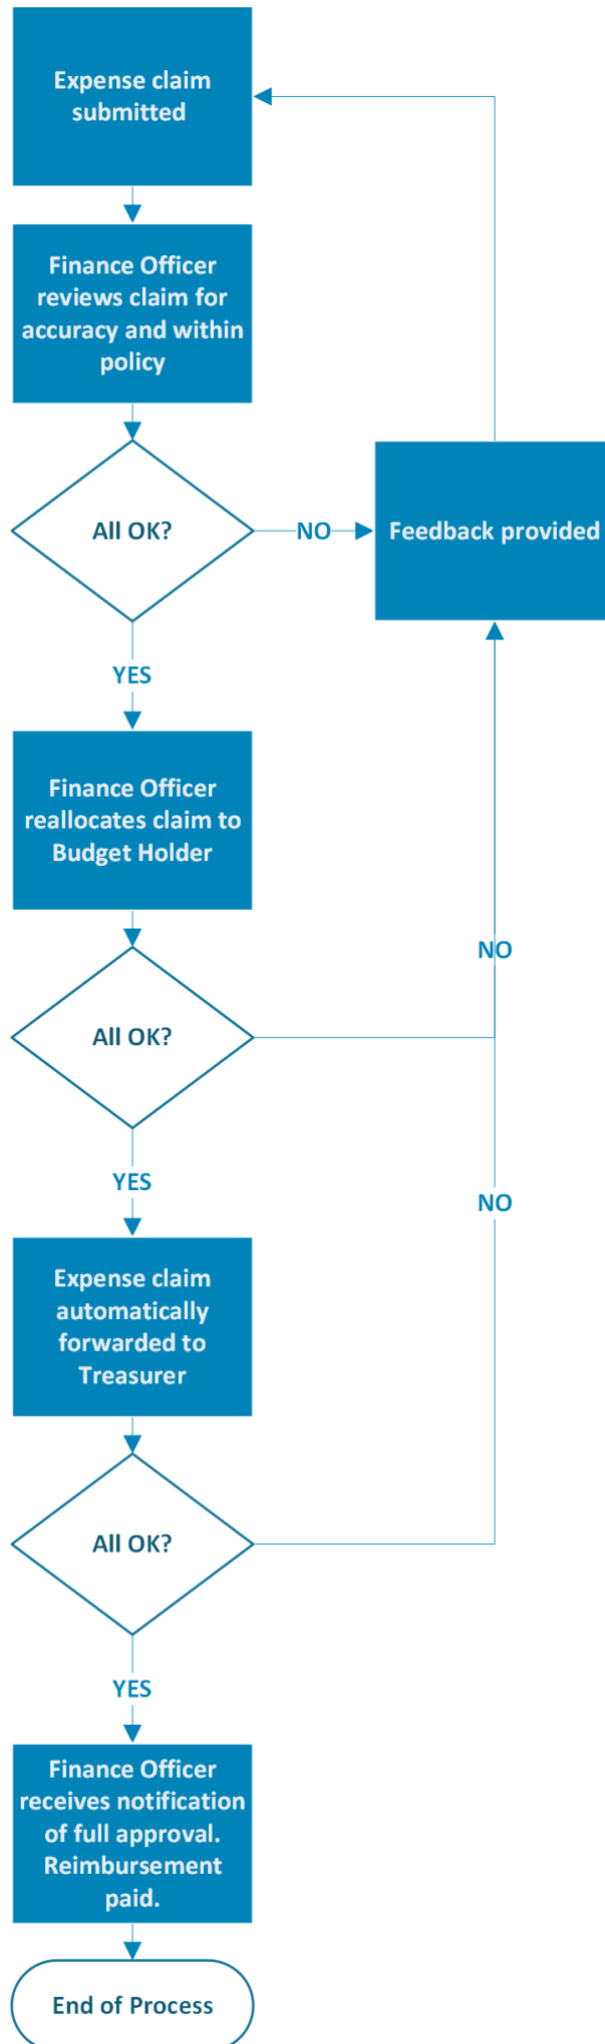 Expense claim
submitted
Finance Officer
reviews claim for
accuracy and within
policy
All OK?
NO
Feedback provided
YES
Finance Officer
reallocates claim to
Budget Holder
NO
All OK?
YES
NO
Expense claim
automatically
forwarded to
Treasurer
All OK?
YES
Finance Officer
receives notification
of full approval.
Reimbursement
paid.
End of Process